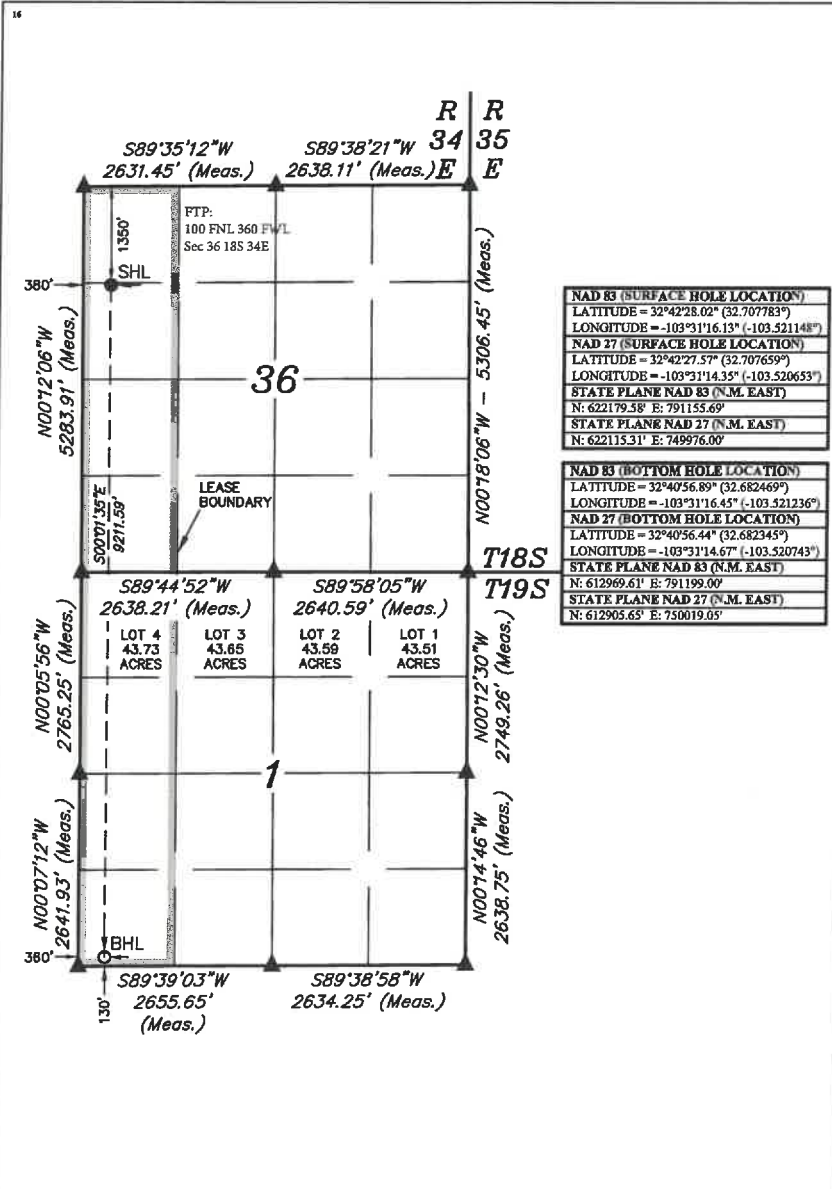 16
R R
34 35
E E
S89°35'12"W
2631.45' (Meas.)
S89°38'21"W
2638.11' (Meas.)
FTP:
100 FNL 360 FWL
Sec 36 18S 34E
1350'
380'
SHL
N00°12'06"W
5283.91' (Meas.)
36
N00°18'06"W - 5306.45' (Meas.)
S00°01'35"E
9211.59'
LEASE
BOUNDARY
T18S
T19S
S89°44'52"W
2638.21' (Meas.)
S89°58'05"W
2640.59' (Meas.)
LOT 4
43.73
ACRES
LOT 3
43.65
ACRES
LOT 2
43.59
ACRES
LOT 1
43.51
ACRES
N00°05'56"W
2765.25' (Meas.)
N00°12'30"W
2749.26' (Meas.)
1
N00°07'12"W
2641.93' (Meas.)
N00°14'46"W
2638.75' (Meas.)
360'
BHL
130'
S89°39'03"W
2655.65'
(Meas.)
S89°38'58"W
2634.25' (Meas.)
NAD 83 (SURFACE HOLE LOCATION)
LATITUDE = 32°42'28.02" (32.707783°)
LONGITUDE = -103°31'16.13" (-103.521148°)
NAD 27 (SURFACE HOLE LOCATION)
LATITUDE = 32°42'27.57" (32.707659°)
LONGITUDE = -103°31'14.35" (-103.520653°)
STATE PLANE NAD 83 (N.M. EAST)
N: 622179.58' E: 791155.69'
STATE PLANE NAD 27 (N.M. EAST)
N: 622115.31' E: 749976.00'
NAD 83 (BOTTOM HOLE LOCATION)
LATITUDE = 32°40'56.89" (32.682469°)
LONGITUDE = -103°31'16.45" (-103.521236°)
NAD 27 (BOTTOM HOLE LOCATION)
LATITUDE = 32°40'56.44" (32.682345°)
LONGITUDE = -103°31'14.67" (-103.520743°)
STATE PLANE NAD 83 (N.M. EAST)
N: 612969.61' E: 791199.00'
STATE PLANE NAD 27 (N.M. EAST)
N: 612905.65' E: 750019.05'